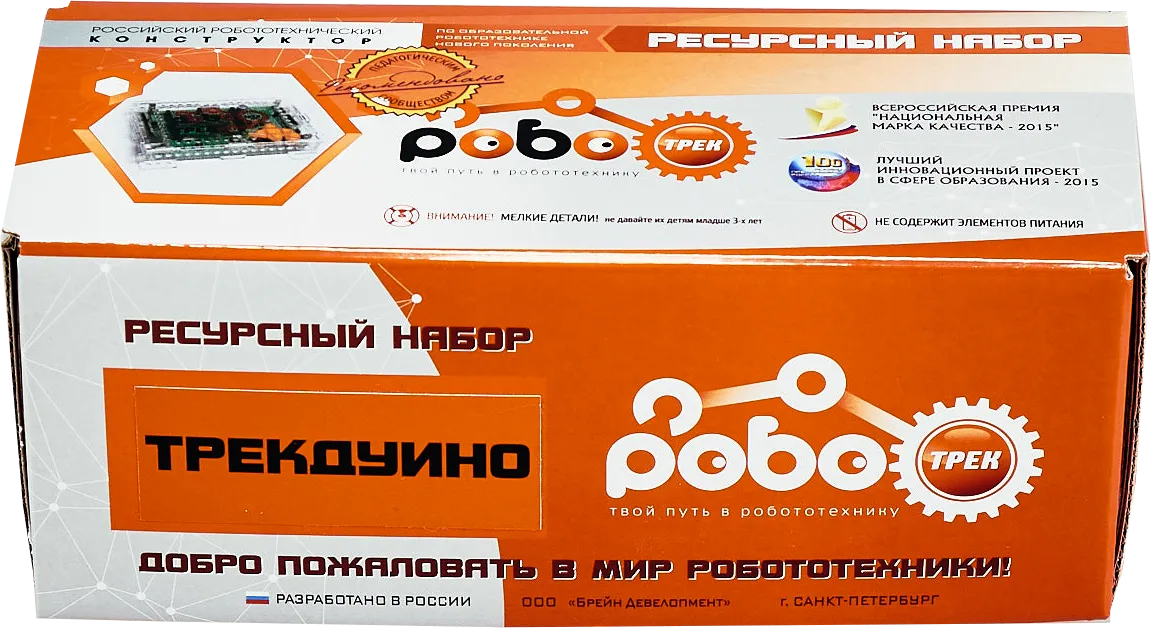 РОССИЙСКИЙ РОБОТОТЕХНИЧЕСКИЙ
КОНСТРУКТОР
ПО ОБРАЗОВАТЕЛЬНОЙ
РОБОТОТЕХНИКЕ
НОВОГО ПОКОЛЕНИЯ
РЕСУРСНЫЙ НАБОР
ПЕДАГОГИЧЕСКИМ
Рекомендовано
СООБЩЕСТВОМ
робо ТРЕК
твой путь в робототехнику
ВСЕРОССИЙСКАЯ ПРЕМИЯ
"НАЦИОНАЛЬНАЯ
МАРКА КАЧЕСТВА - 2015"
100
ЛУЧШИЙ
ИННОВАЦИОННЫЙ ПРОЕКТ
В СФЕРЕ ОБРАЗОВАНИЯ - 2015
ВНИМАНИЕ! МЕЛКИЕ ДЕТАЛИ! не давайте их детям младше 3-х лет
НЕ СОДЕРЖИТ ЭЛЕМЕНТОВ ПИТАНИЯ
РЕСУРСНЫЙ НАБОР
ТРЕКДУИНО
робо ТРЕК
твой путь в робототехнику
ДОБРО ПОЖАЛОВАТЬ В МИР РОБОТОТЕХНИКИ!
РАЗРАБОТАНО В РОССИИ ООО «Брейн Девелопмент» г. САНКТ-ПЕТЕРБУРГ